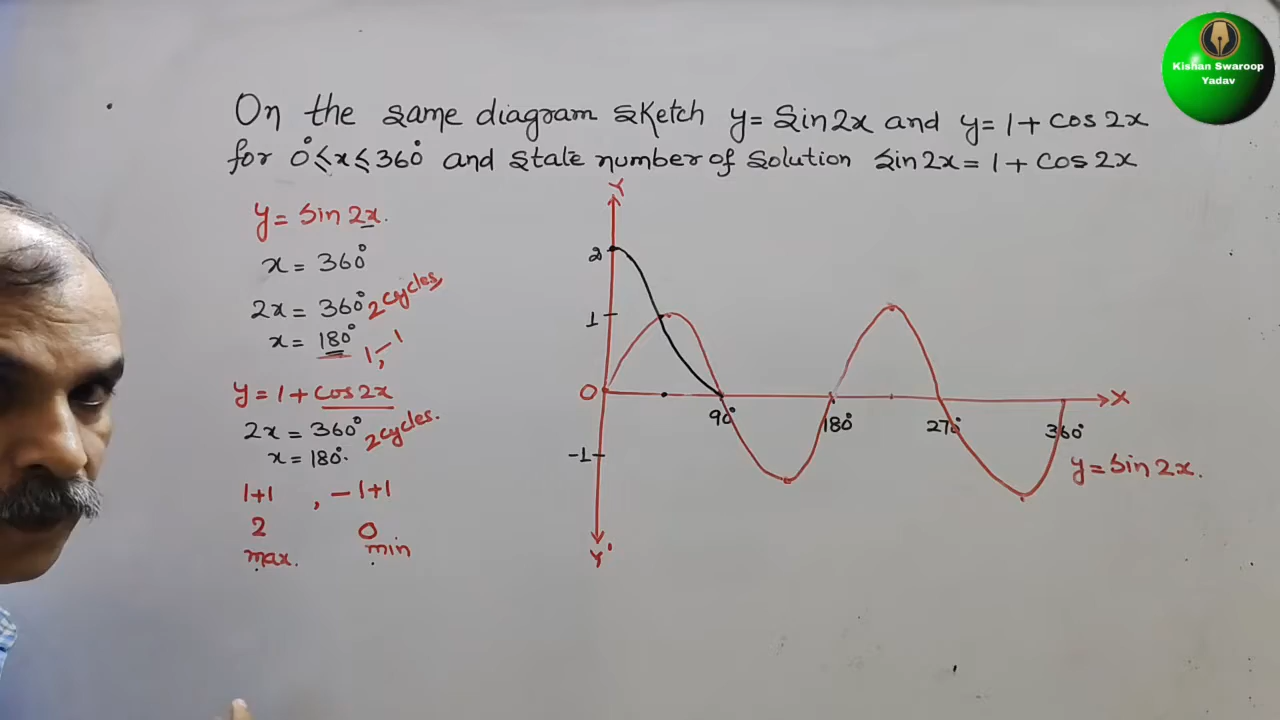 Kishan Swaroop
Yadav
On the same diagram sketch y = Sin 2x and y = 1 + cos 2x
for 0° ≤ x ≤ 360° and state number of solution Sin 2x = 1 + cos 2x
y = Sin 2x.
x = 360°
2x = 360° 2 cycles,
x = 180° 1, -1
y = 1 + cos 2x
2x = 360° 2 cycles.
x = 180°.
1+1 , -1+1
2 0
max. min
Y
2
1
O
-1
Y'
90°
180°
270°
360°
X
y = Sin 2x.